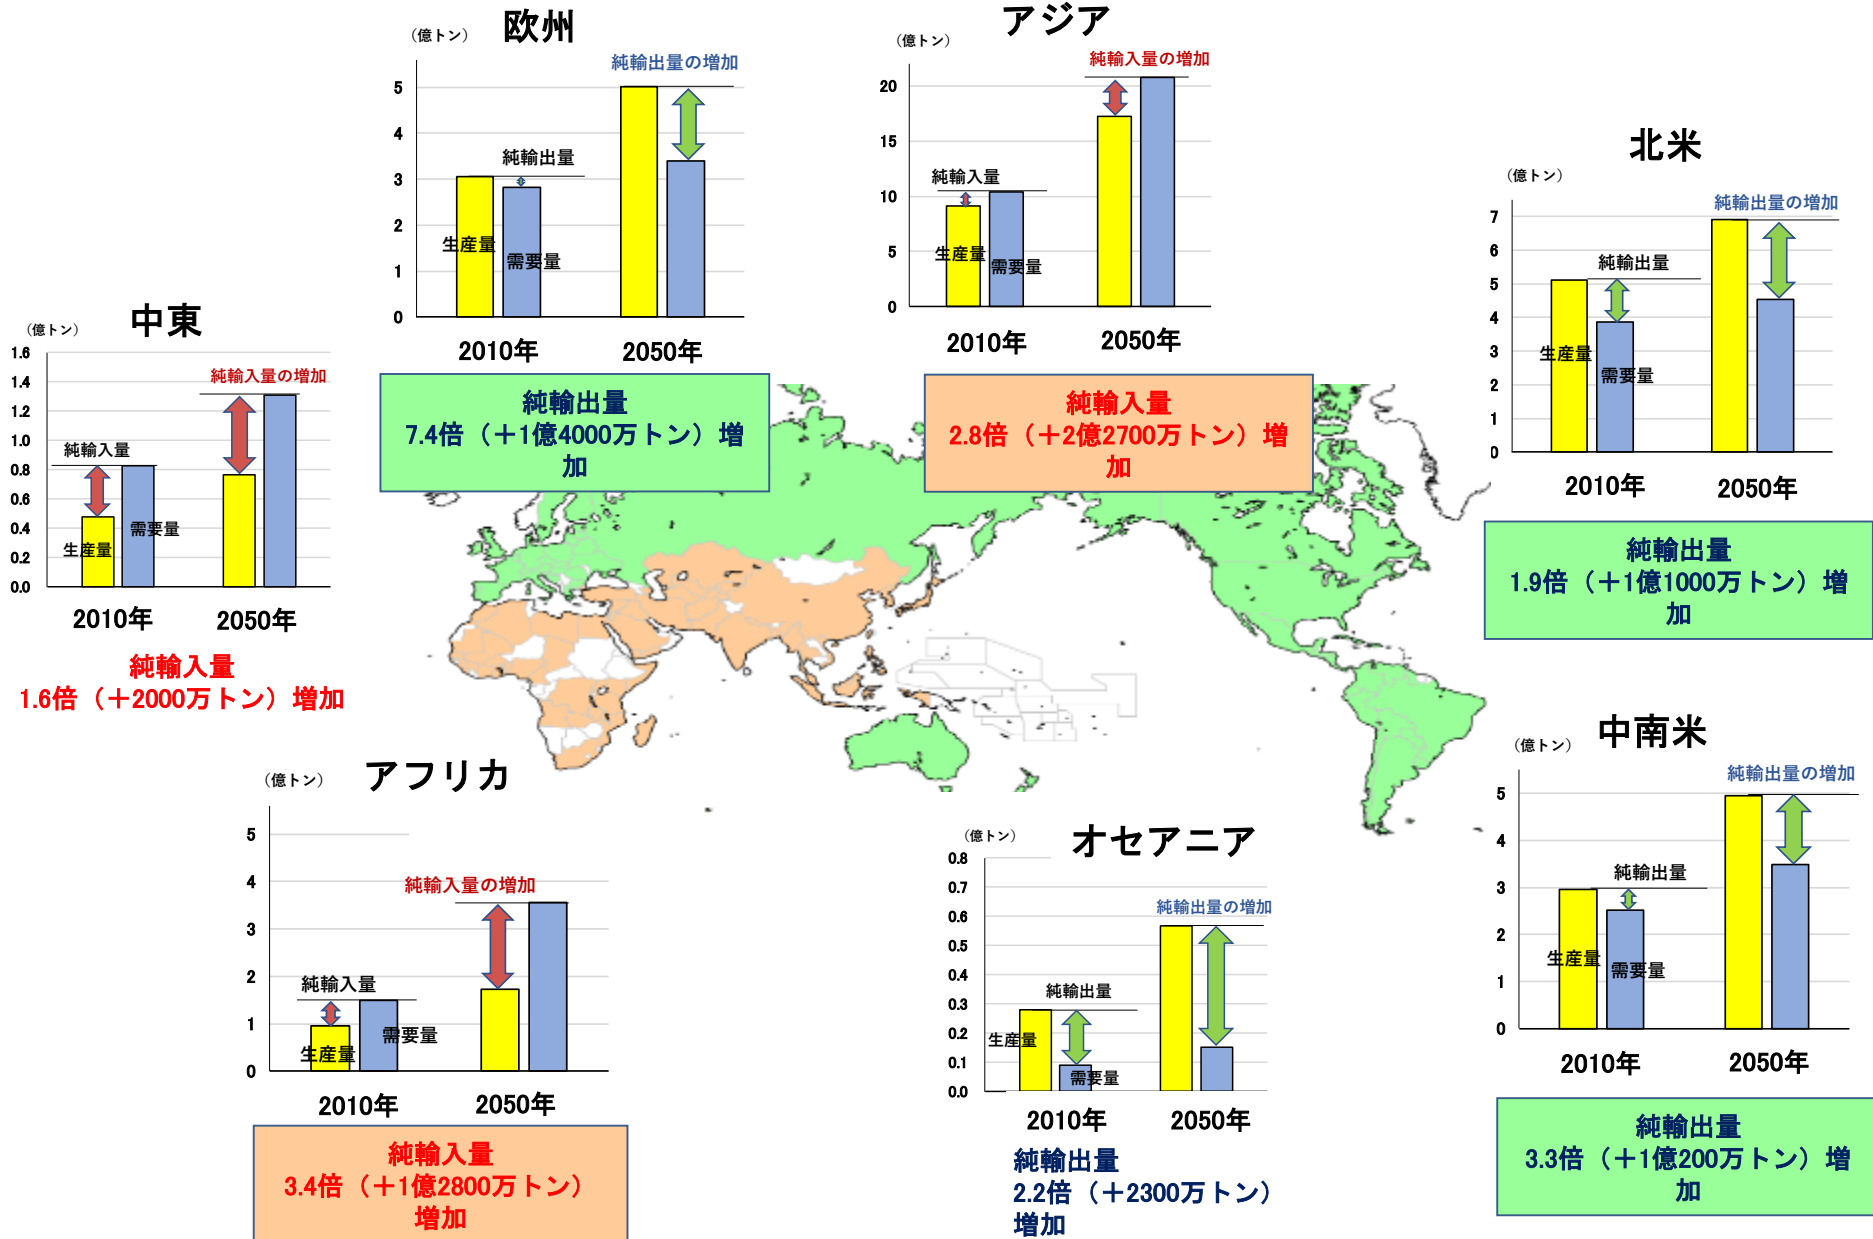 欧州
（億トン）
純輸出量の増加
5
4
3
2
1
0
純輸出量
生産量
需要量
2010年
2050年
純輸出量
7.4倍（＋1億4000万トン）増
加
アジア
（億トン）
純輸入量の増加
20
15
10
5
0
純輸入量
生産量
需要量
2010年
2050年
純輸入量
2.8倍（＋2億2700万トン）増
加
北米
（億トン）
純輸出量の増加
7
6
5
4
3
2
1
0
純輸出量
生産量
需要量
2010年
2050年
純輸出量
1.9倍（＋1億1000万トン）増
加
中東
（億トン）
1.6
1.4
1.2
1.0
0.8
0.6
0.4
0.2
0.0
純輸入量の増加
純輸入量
生産量
需要量
2010年
2050年
純輸入量
1.6倍（＋2000万トン）増加
アフリカ
（億トン）
5
4
3
2
1
0
純輸入量の増加
純輸入量
生産量
需要量
2010年
2050年
純輸入量
3.4倍（＋1億2800万トン）
増加
オセアニア
（億トン）
0.8
0.7
0.6
0.5
0.4
0.3
0.2
0.1
0.0
純輸出量の増加
純輸出量
生産量
需要量
2010年
2050年
純輸出量
2.2倍（＋2300万トン）
増加
中南米
（億トン）
純輸出量の増加
5
4
3
2
1
0
純輸出量
生産量
需要量
2010年
2050年
純輸出量
3.3倍（＋1億200万トン）増
加